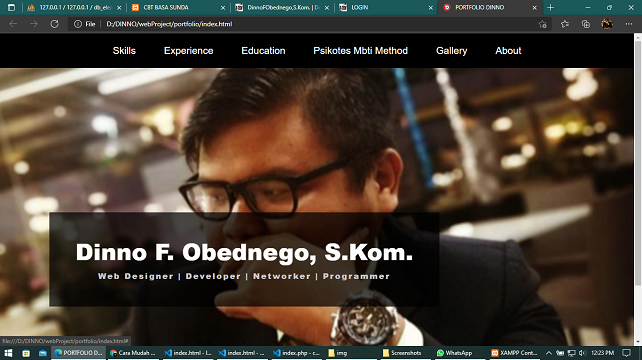 127.0.0.1 / 127.0.0.1 / db_ele
CBT BASA SUNDA
DinnoFObednego,S.Kom. | D
LOGIN
PORTFOLIO DINNO
File | D:/DINNO/webProject/portfolio/index.html
Skills Experience Education Psikotes Mbti Method Gallery About
Dinno F. Obednego, S.Kom.
Web Designer | Developer | Networker | Programmer
file:///D:/DINNO/webProject/portfolio/index.html#
PORTFOLIO D...
Cara Mudah ...
index.html - I...
index.html - ...
index.php - c...
img
Screenshots
WhatsApp
XAMPP Cont...
12:23 PM